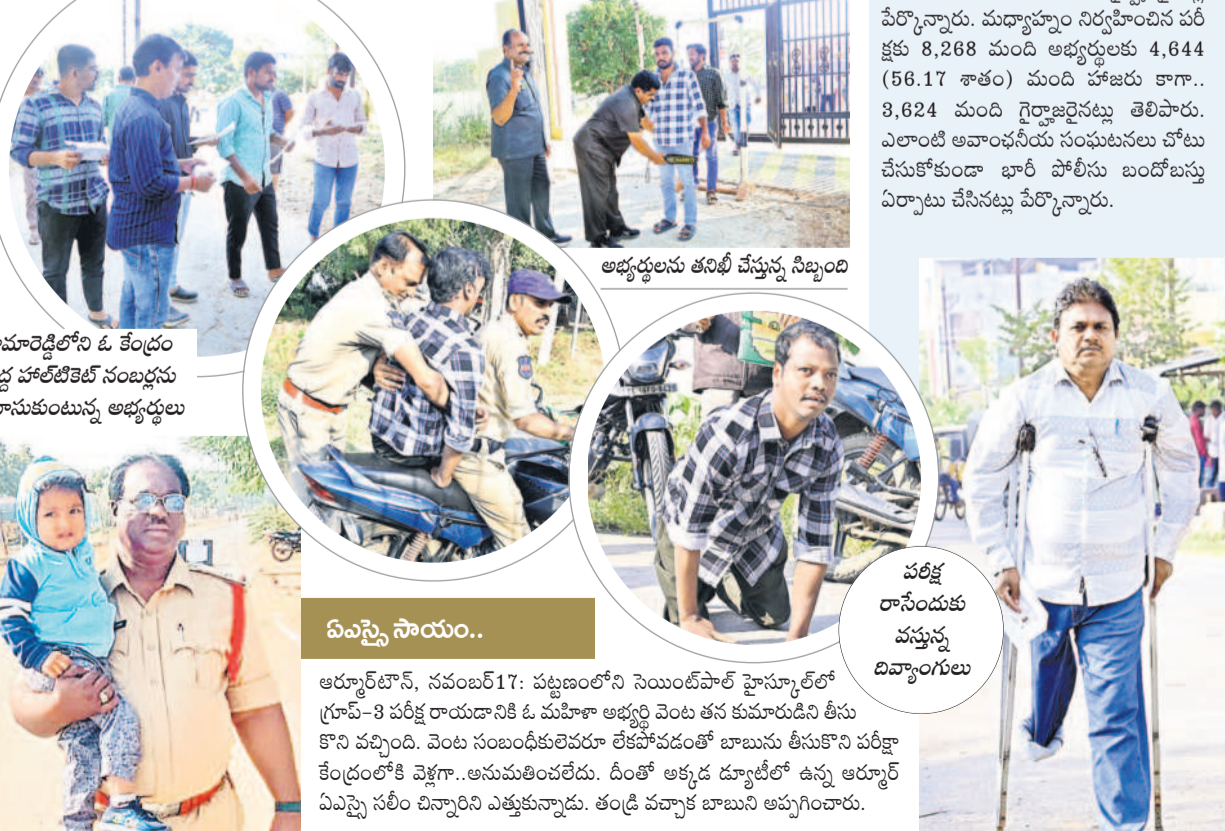 పేర్కొన్నారు. మధ్యాహ్నం నిర్వహించిన పరీ
క్షకు 8,268 మంది అభ్యర్థులకు 4,644
(56.17 శాతం) మంది హాజరు కాగా..
3,624 మంది గైర్హాజరైనట్లు తెలిపారు.
ఎలాంటి అవాంఛనీయ సంఘటనలు చోటు
చేసుకోకుండా భారీ పోలీసు బందోబస్తు
ఏర్పాటు చేసినట్లు పేర్కొన్నారు.
అభ్యర్థులను తనిఖీ చేస్తున్న సిబ్బంది
మారెడ్డిలోని ఓ కేంద్రం
ద్ద హాల్‌టికెట్ నంబర్లను
రాసుకుంటున్న అభ్యర్థులు
పరీక్ష
రాసేందుకు
వస్తున్న
దివ్యాంగులు
ఏఎస్సై సాయం..
ఆర్మూర్‌టౌన్, నవంబర్17: పట్టణంలోని సెయింట్‌పాల్ హైస్కూల్‌లో
గ్రూప్-3 పరీక్ష రాయడానికి ఓ మహిళా అభ్యర్థి వెంట తన కుమారుడిని తీసు
కొని వచ్చింది. వెంట సంబంధీకులెవరూ లేకపోవడంతో బాబును తీసుకొని పరీక్షా
కేంద్రంలోకి వెళ్లగా..అనుమతించలేదు. దీంతో అక్కడ డ్యూటీలో ఉన్న ఆర్మూర్
ఏఎస్సై సలీం చిన్నారిని ఎత్తుకున్నాడు. తండ్రి వచ్చాక బాబుని అప్పగించారు.